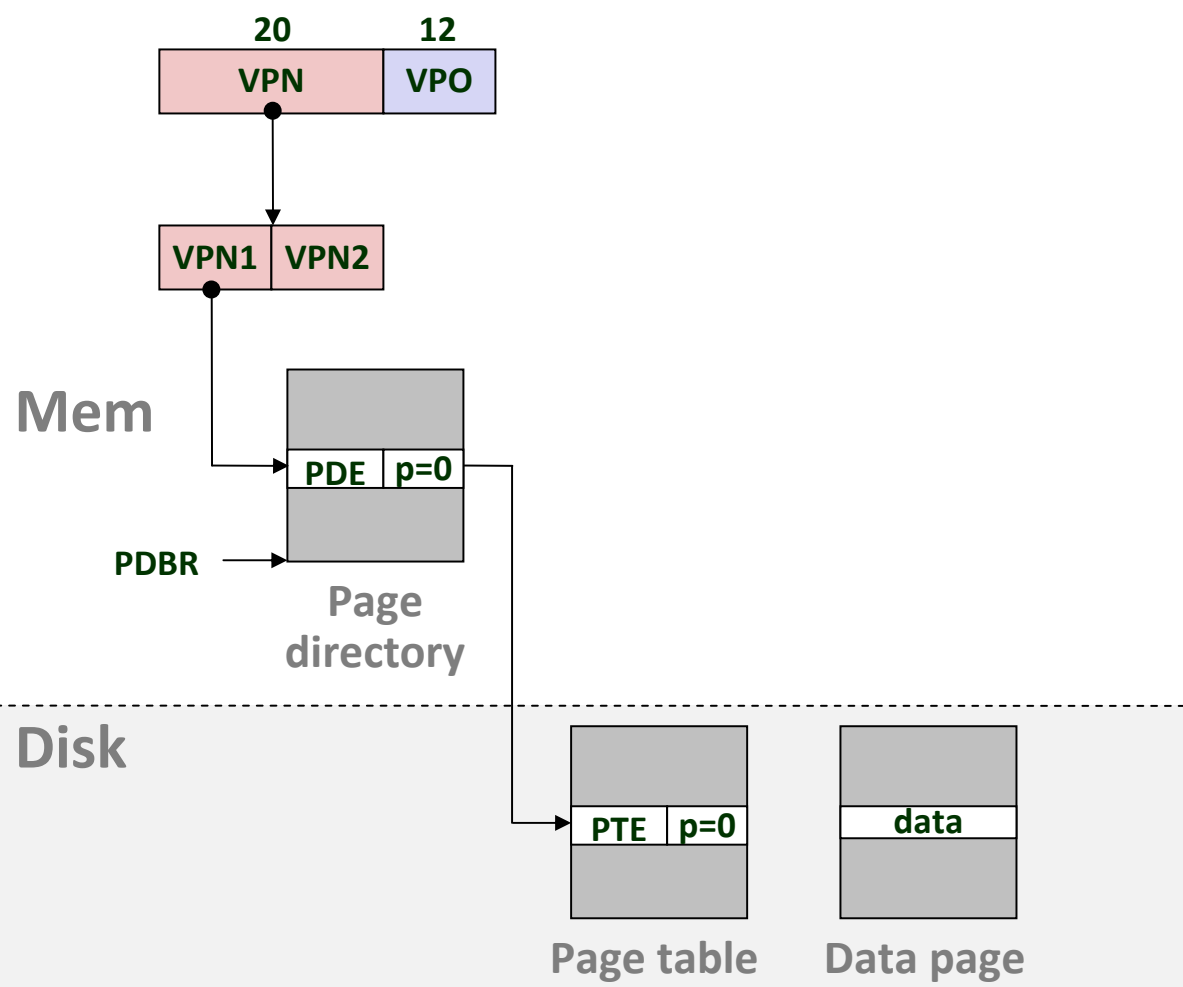 20 12
VPN VPO
VPN1 VPN2
Mem
PDE p=0
PDBR
Page
directory
Disk
PTE p=0
data
Page table
Data page